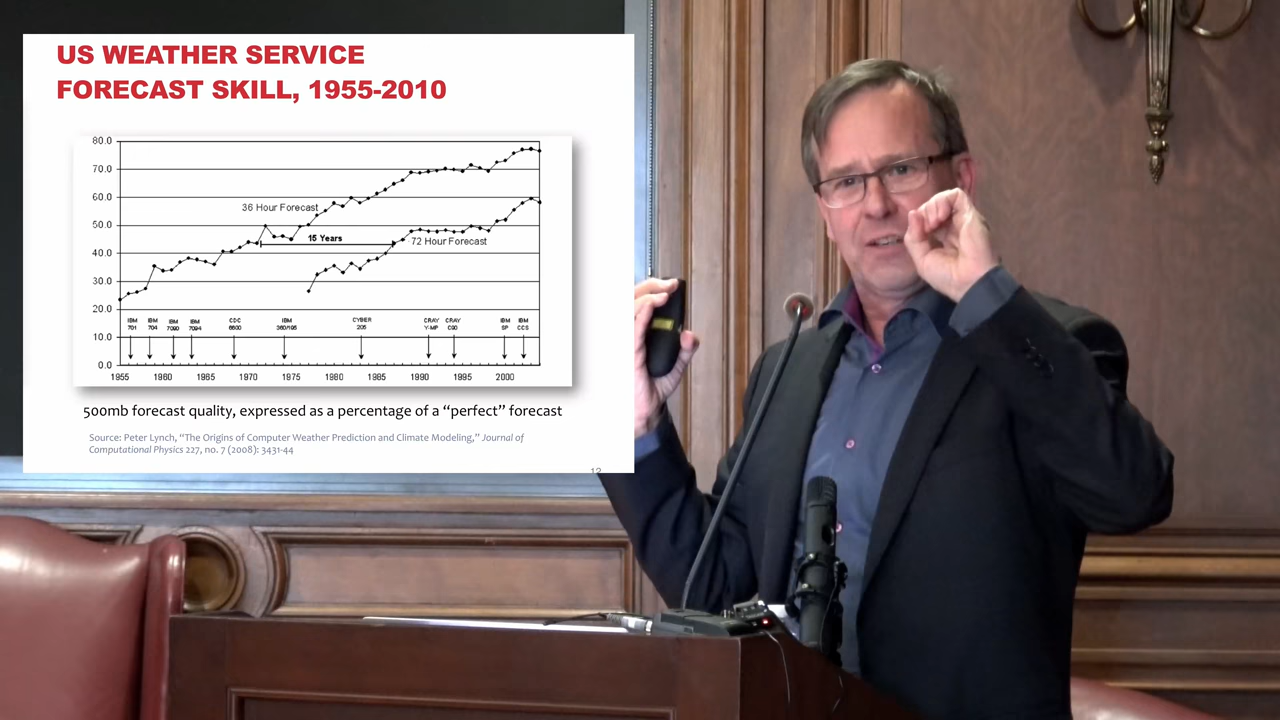 US WEATHER SERVICE
FORECAST SKILL, 1955-2010
80.0
70.0
60.0
50.0
40.0
30.0
20.0
10.0
0.0
36 Hour Forecast
15 Years
72 Hour Forecast
IBM 701
IBM 704
IBM 7090
IBM 7094
CDC 6600
IBM 360/195
CYBER 205
CRAY Y-MP
CRAY C90
IBM SP
IBM CCS
1955 1960 1965 1970 1975 1980 1985 1990 1995 2000
500mb forecast quality, expressed as a percentage of a “perfect” forecast
Source: Peter Lynch, “The Origins of Computer Weather Prediction and Climate Modeling,” Journal of
Computational Physics 227, no. 7 (2008): 3431-44